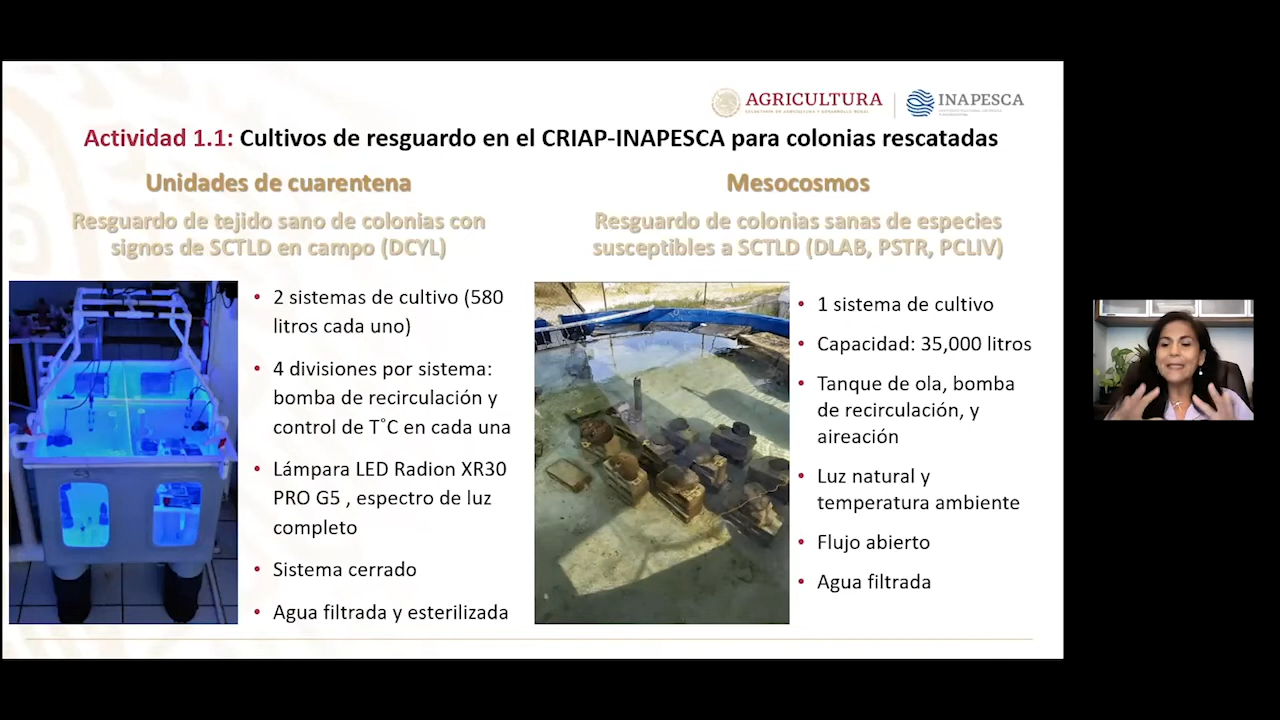 AGRICULTURA
SECRETARÍA DE AGRICULTURA Y DESARROLLO RURAL
INAPESCA
Actividad 1.1: Cultivos de resguardo en el CRIAP-INAPESCA para colonias rescatadas
Unidades de cuarentena
Resguardo de tejido sano de colonias con
signos de SCTLD en campo (DCYL)
• 2 sistemas de cultivo (580
litros cada uno)
• 4 divisiones por sistema:
bomba de recirculación y
control de T°C en cada una
• Lámpara LED Radion XR30
PRO G5 , espectro de luz
completo
• Sistema cerrado
• Agua filtrada y esterilizada
Mesocosmos
Resguardo de colonias sanas de especies
susceptibles a SCTLD (DLAB, PSTR, PCLIV)
• 1 sistema de cultivo
• Capacidad: 35,000 litros
• Tanque de ola, bomba
de recirculación, y
aireación
• Luz natural y
temperatura ambiente
• Flujo abierto
• Agua filtrada